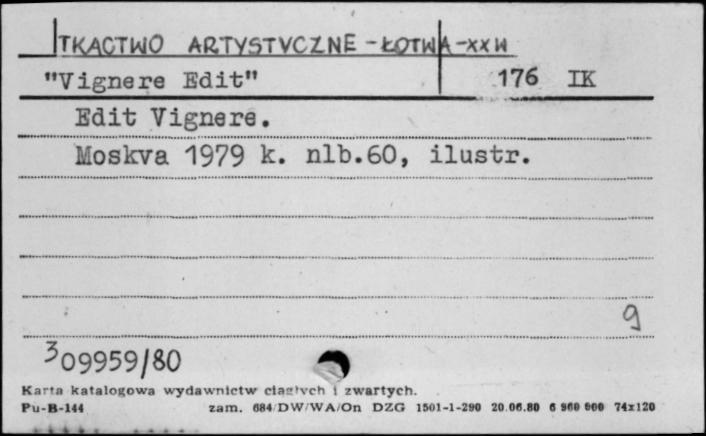 TKACTWO ARTYSTYCZNE - ŁOTWA - XX W
"Vignere Edit" 176 IK
Edit Vignere.
Moskva 1979 k. nlb.60, ilustr.
9
309959/80
Karta katalogowa wydawnictw ciągłych i zwartych.
Pu-B-144 zam. 684/DW/WA/On DZG 1501-1-290 20.06.80 6 960 000 74x120